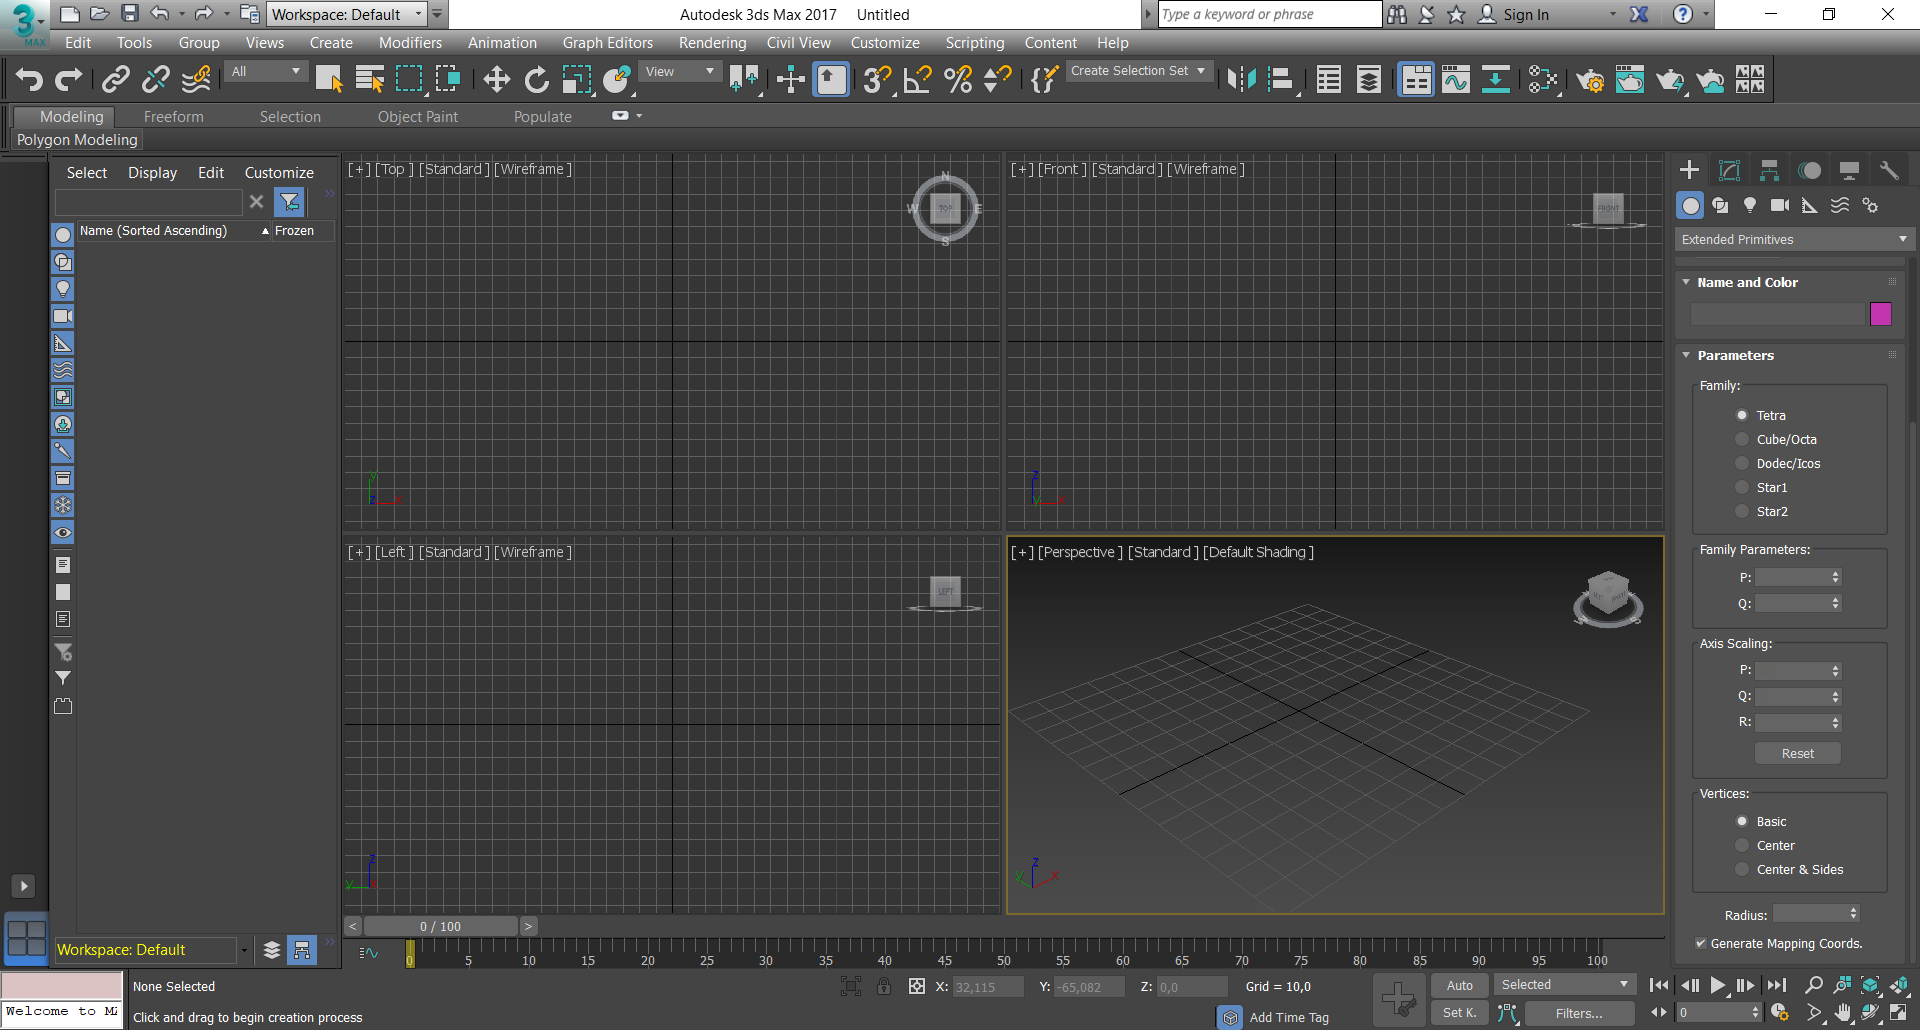 Workspace: Default
Autodesk 3ds Max 2017 Untitled
Type a keyword or phrase
Sign In
3
MAX
Edit Tools Group Views Create Modifiers Animation Graph Editors Rendering Civil View Customize Scripting Content Help
All
View
Create Selection Set
Modeling Freeform Selection Object Paint Populate
Polygon Modeling
Select Display Edit Customize
Name (Sorted Ascending) Frozen
[+] [Top ] [Standard ] [Wireframe ]
N
W TOP E
S
y
z x
[+] [Front ] [Standard ] [Wireframe ]
FRONT
z
y x
[+] [Left ] [Standard ] [Wireframe ]
LEFT
z
y x
[+] [Perspective ] [Standard ] [Default Shading ]
z
y x
Extended Primitives
Name and Color
Parameters
Family:
Tetra
Cube/Octa
Dodec/Icos
Star1
Star2
Family Parameters:
P:
Q:
Axis Scaling:
P:
Q:
R:
Reset
Vertices:
Basic
Center
Center & Sides
Radius:
Generate Mapping Coords.
< 0 / 100 >
Workspace: Default
0 5 10 15 20 25 30 35 40 45 50 55 60 65 70 75 80 85 90 95 100
None Selected
X: 32,115 Y: -65,082 Z: 0,0 Grid = 10,0
Auto Selected
Welcome to MA
Click and drag to begin creation process
Add Time Tag
Set K. Filters... 0